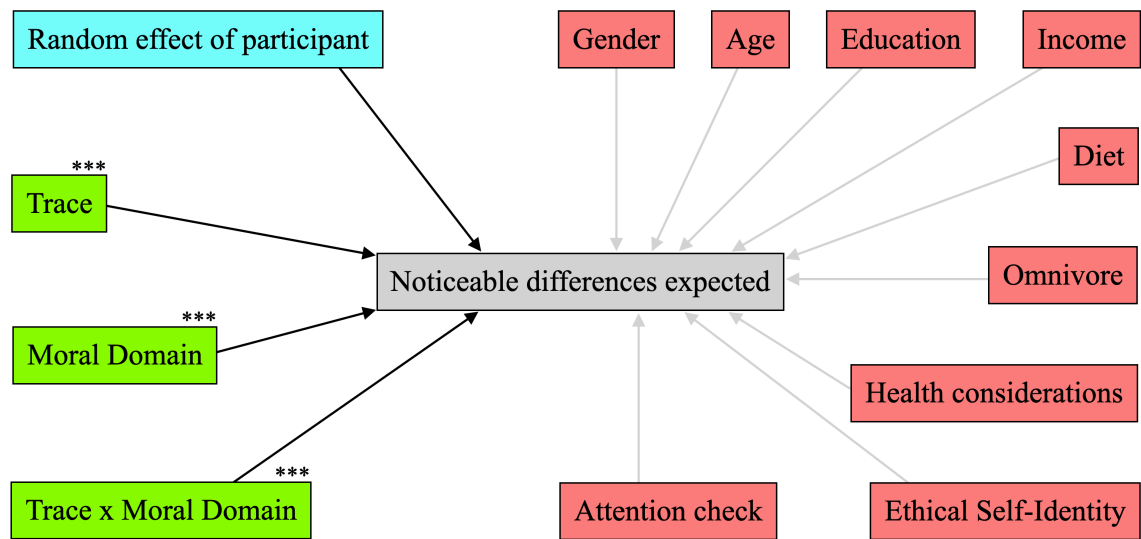 Random effect of participant
Gender
Age
Education
Income
Diet
***
Trace
Omnivore
Noticeable differences expected
***
Moral Domain
Health considerations
***
Trace x Moral Domain
Attention check
Ethical Self-Identity